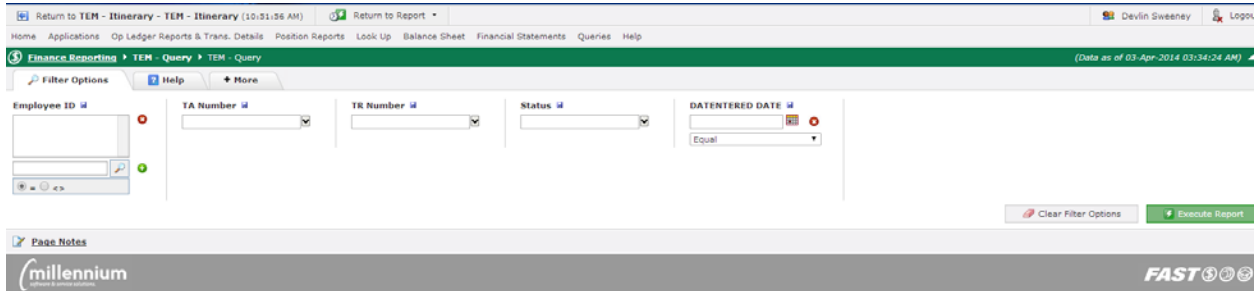 Return to TEM - Itinerary - TEM - Itinerary (10:51:56 AM) Return to Report Devlin Sweeney Logou
Home Applications Op Ledger Reports & Trans. Details Position Reports Look Up Balance Sheet Financial Statements Queries Help
Finance Reporting TEM - Query TEM - Query (Data as of 03-Apr-2014 03:34:24 AM)
Filter Options Help + More
Employee ID TA Number TR Number Status DATENTERED DATE
Equal
= <>
Clear Filter Options Execute Report
Page Notes
millennium FAST
software & service solutions